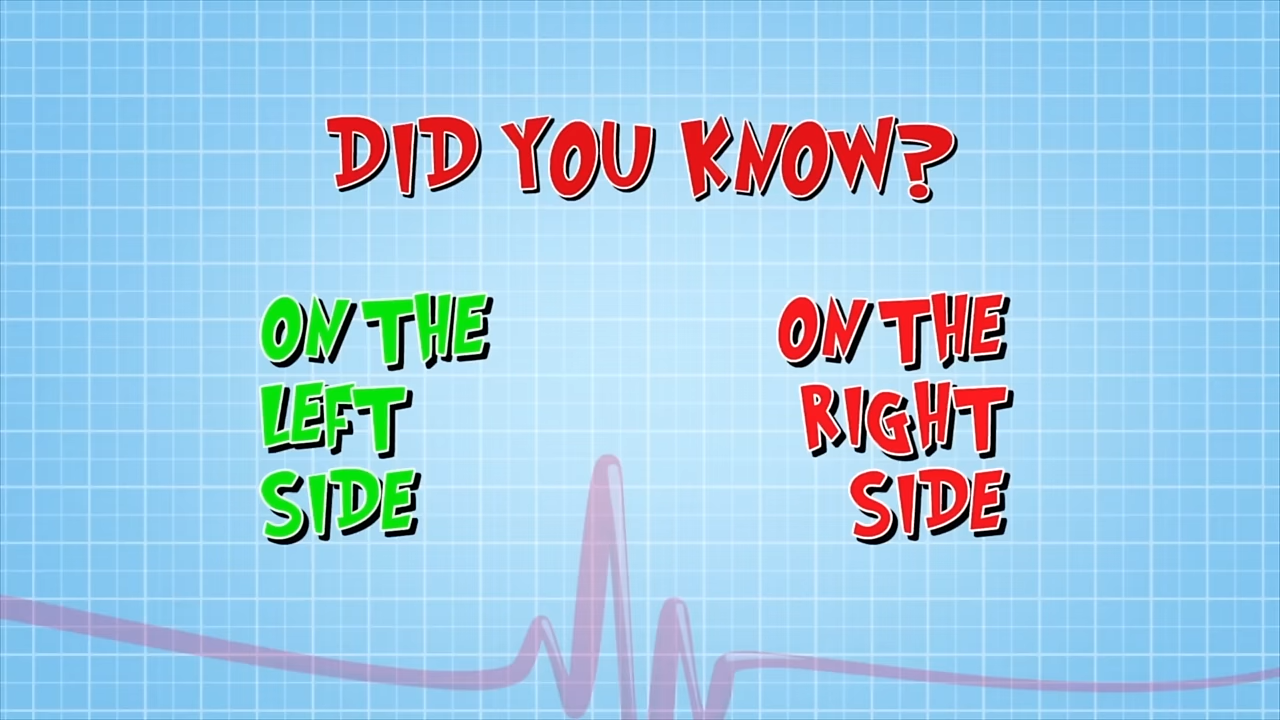 DID YOU KNOW?
ON THE
LEFT
SIDE
ON THE
RIGHT
SIDE